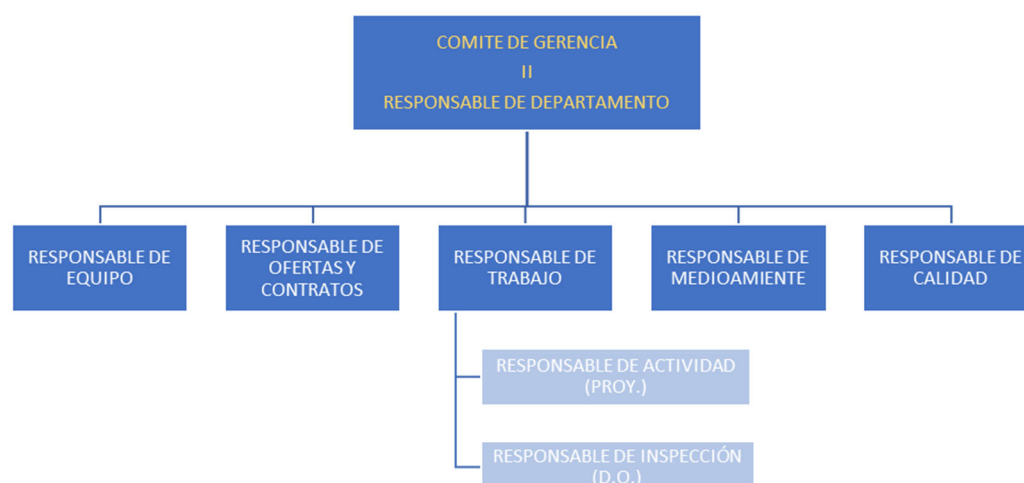 COMITE DE GERENCIA
II
RESPONSABLE DE DEPARTAMENTO
RESPONSABLE DE
EQUIPO
RESPONSABLE DE
OFERTAS Y
CONTRATOS
RESPONSABLE DE
TRABAJO
RESPONSABLE DE
MEDIOAMIENTE
RESPONSABLE DE
CALIDAD
RESPONSABLE DE ACTIVIDAD
(PROY.)
RESPONSABLE DE INSPECCIÓN
(D.O.)